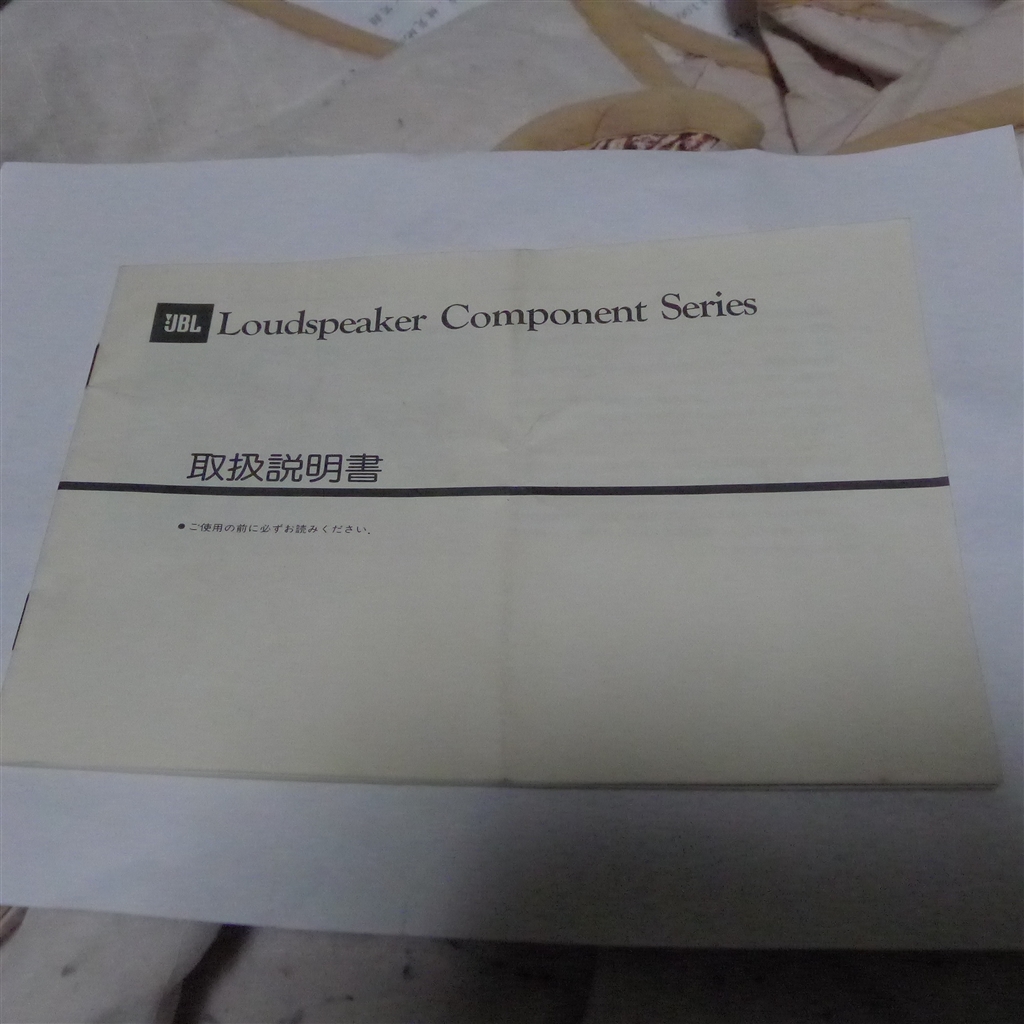 JBL Loudspeaker Component Series
取扱説明書
●ご使用の前に必ずお読みください.